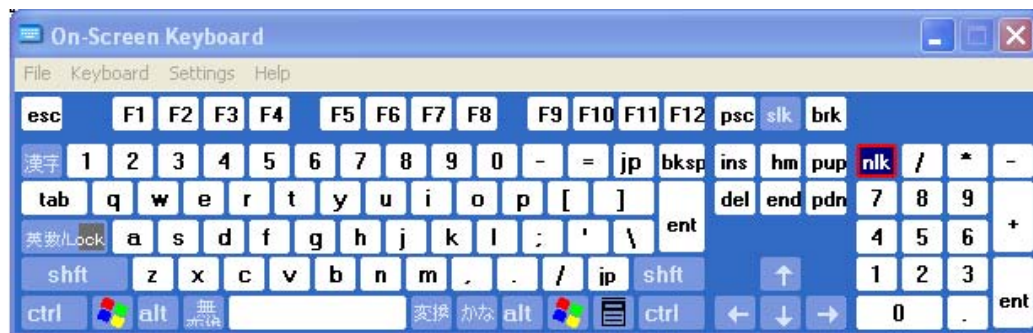 On-Screen Keyboard
File Keyboard Settings Help
esc F1 F2 F3 F4 F5 F6 F7 F8 F9 F10 F11 F12 psc slk brk
漢字 1 2 3 4 5 6 7 8 9 0 - = jp bksp ins hm pup nlk / * -
tab q w e r t y u i o p [ ] ent del end pdn 7 8 9 +
英数/Lock a s d f g h j k l ; ' \ 4 5 6
shft z x c v b n m , . / jp shft ↑ 1 2 3 ent
ctrl alt 変換 かな alt ctrl ← ↓ → 0 .